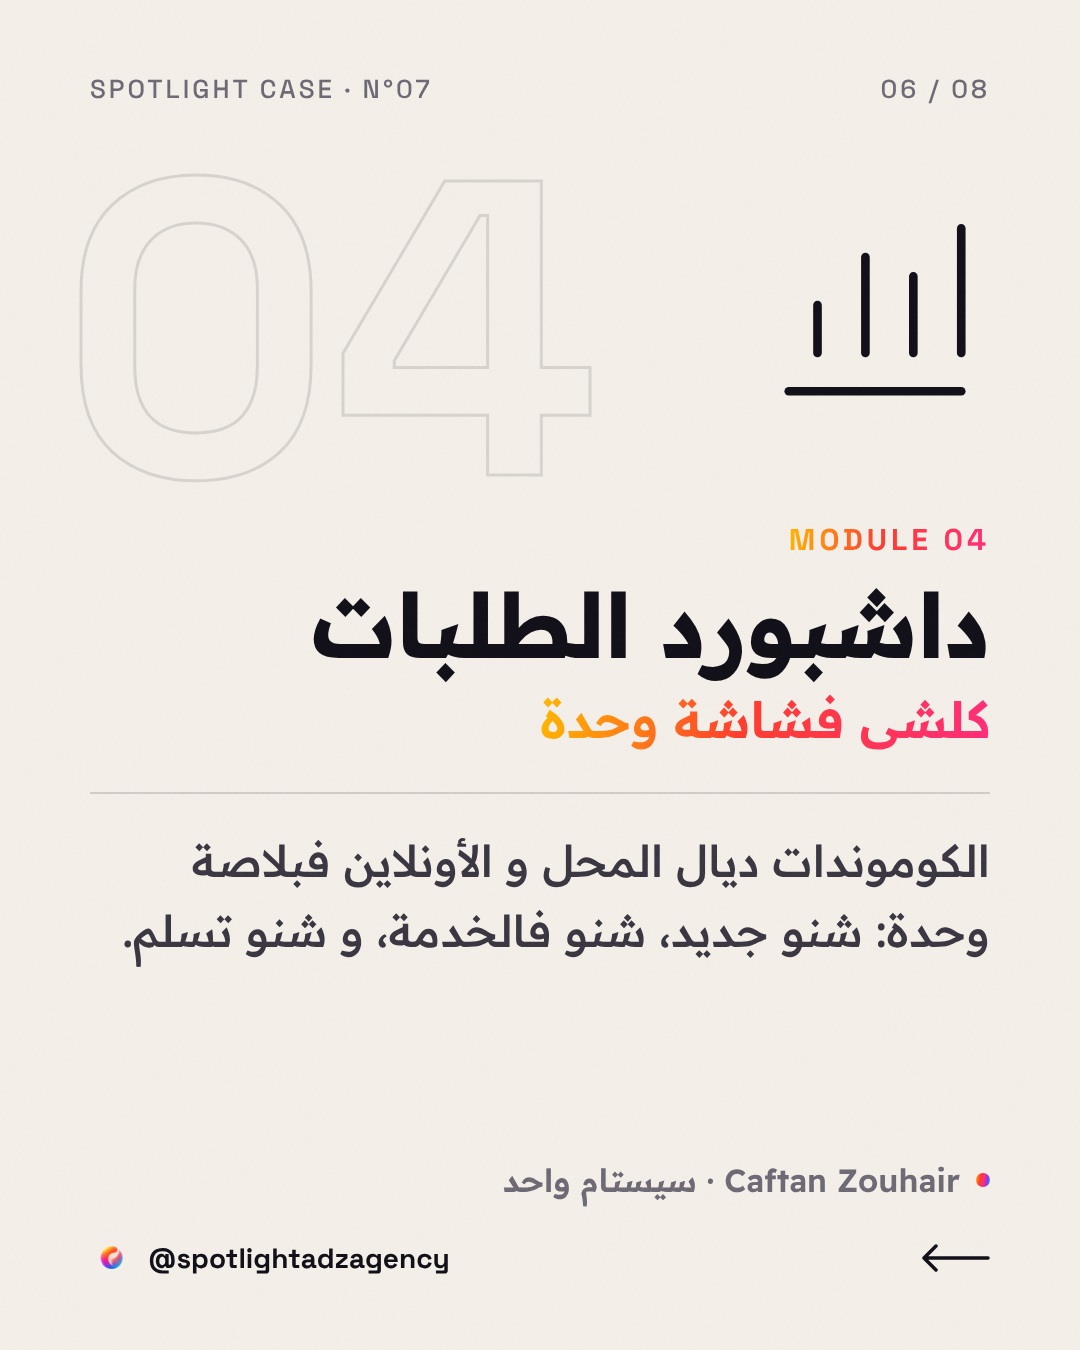 SPOTLIGHT CASE · N°07
06 / 08
04
MODULE 04
داشبورد الطلبات
كلشى فشاشة وحدة
الكوموندات ديال المحل و الأونلاين فبلاصة
وحدة: شنو جديد، شنو فالخدمة، و شنو تسلم.
Caftan Zouhair · سيستام واحد
@spotlightadzagency